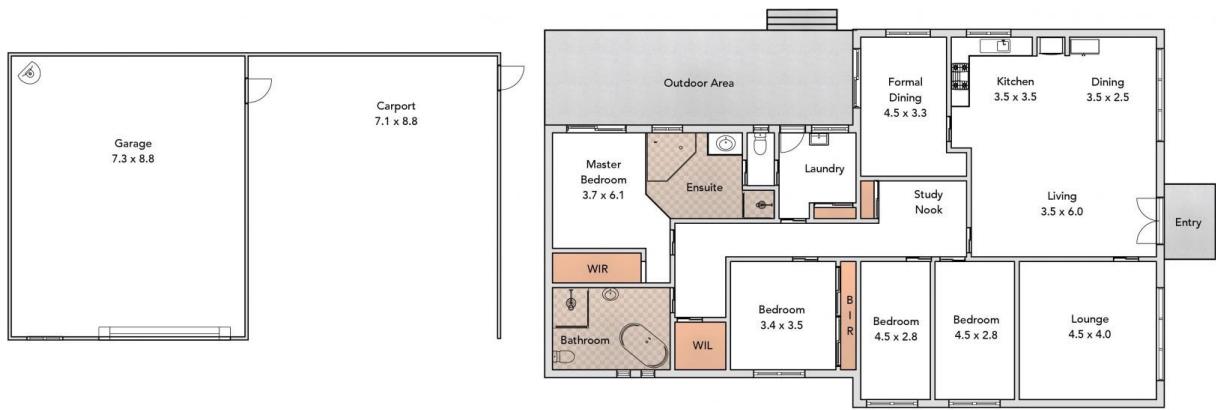 Garage
7.3 x 8.8
Carport
7.1 x 8.8
Outdoor Area
Formal
Dining
4.5 x 3.3
Kitchen
3.5 x 3.5
Dining
3.5 x 2.5
Master
Bedroom
3.7 x 6.1
Ensuite
Laundry
Study
Nook
Living
3.5 x 6.0
Entry
WIR
Bathroom
WIL
Bedroom
3.4 x 3.5
B
I
R
Bedroom
4.5 x 2.8
Bedroom
4.5 x 2.8
Lounge
4.5 x 4.0